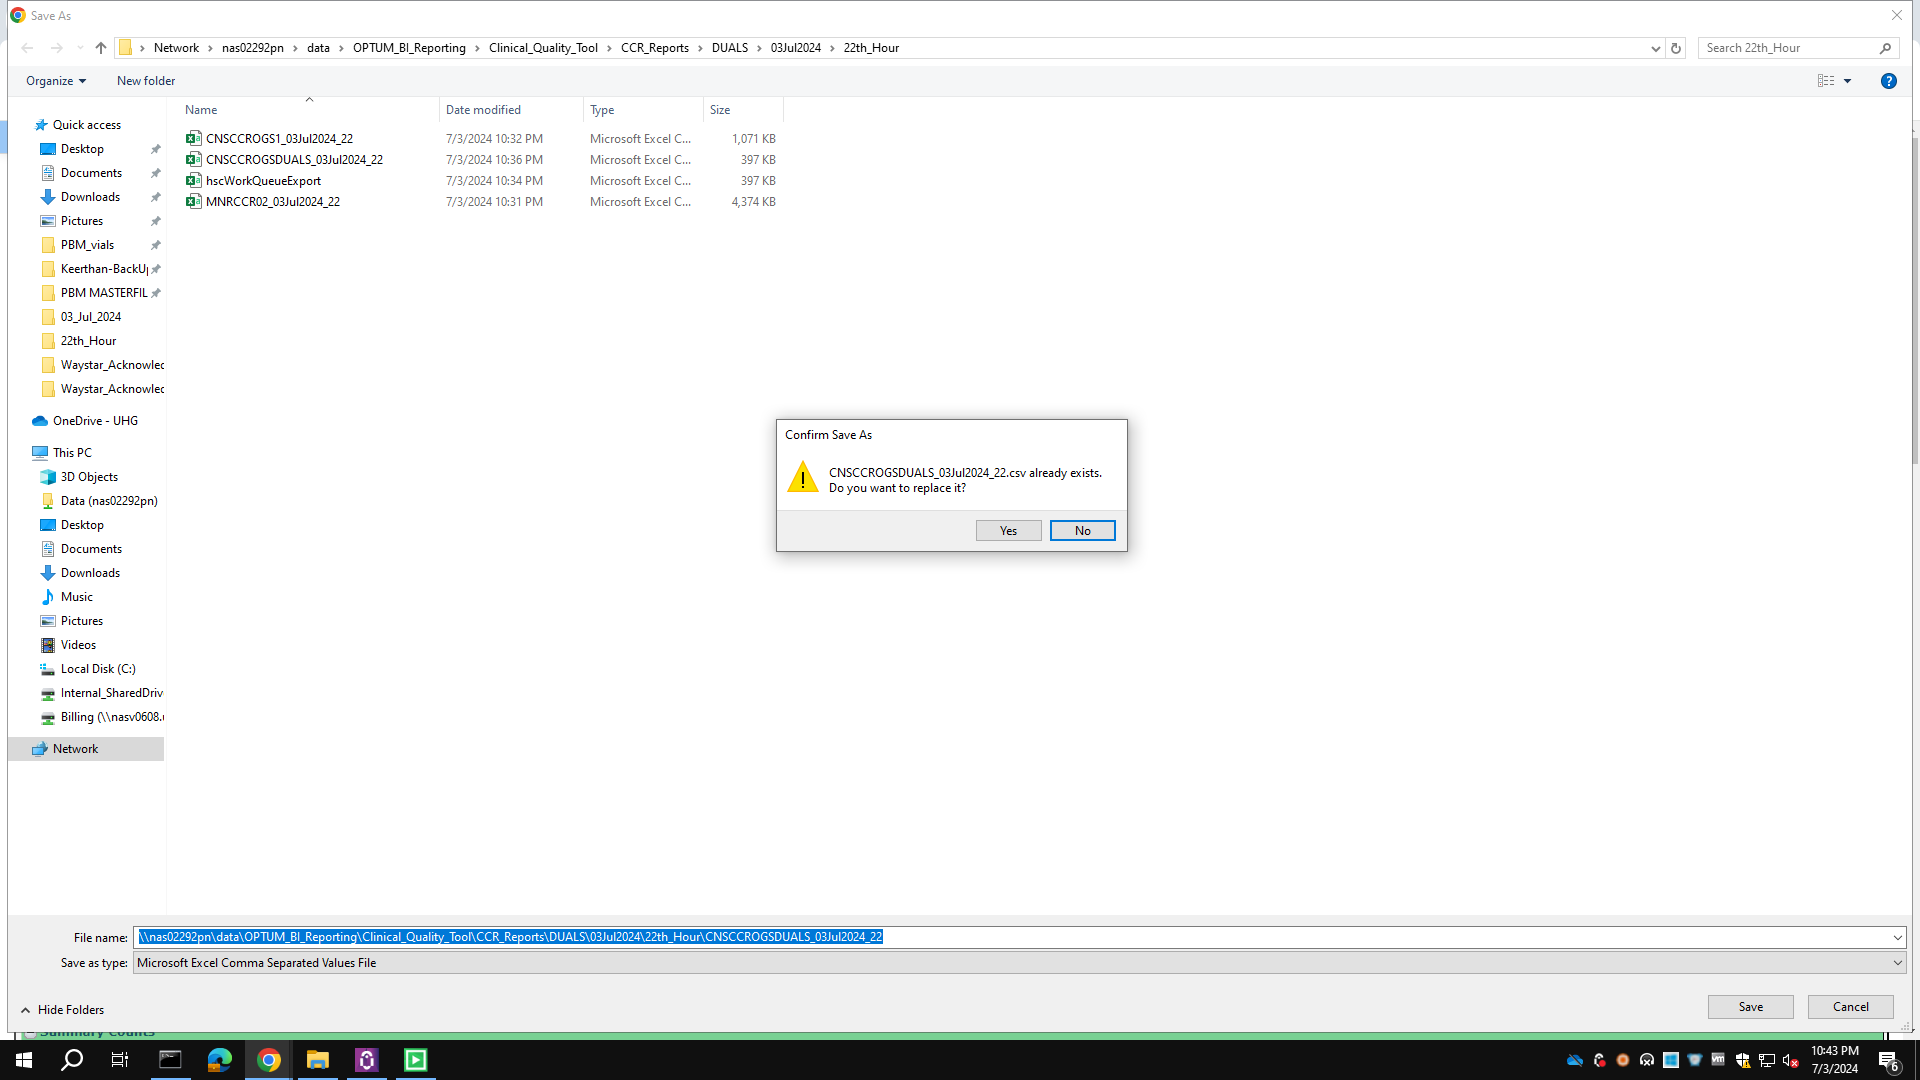 Save As
Network > nas02292pn > data > OPTUM_BI_Reporting > Clinical_Quality_Tool > CCR_Reports > DUALS > 03Jul2024 > 22th_Hour
Search 22th_Hour
Organize
New folder
Name
Date modified
Type
Size
CNSCCROGS1_03Jul2024_22 7/3/2024 10:32 PM Microsoft Excel C... 1,071 KB
CNSCCROGSDUALS_03Jul2024_22 7/3/2024 10:36 PM Microsoft Excel C... 397 KB
hscWorkQueueExport 7/3/2024 10:34 PM Microsoft Excel C... 397 KB
MNRCCR02_03Jul2024_22 7/3/2024 10:31 PM Microsoft Excel C... 4,374 KB
Quick access
Desktop
Documents
Downloads
Pictures
PBM_vials
Keerthan-BackU
PBM MASTERFIL
03_Jul_2024
22th_Hour
Waystar_Acknowled
Waystar_Acknowled
OneDrive - UHG
This PC
3D Objects
Data (nas02292pn)
Desktop
Documents
Downloads
Music
Pictures
Videos
Local Disk (C:)
Internal_SharedDriv
Billing (\\nasv0608.
Network
Confirm Save As
CNSCCROGSDUALS_03Jul2024_22.csv already exists.
Do you want to replace it?
Yes
No
File name: \\nas02292pn\data\OPTUM_BI_Reporting\Clinical_Quality_Tool\CCR_Reports\DUALS\03Jul2024\22th_Hour\CNSCCROGSDUALS_03Jul2024_22
Save as type: Microsoft Excel Comma Separated Values File
Hide Folders
Save
Cancel
Summary Counts
10:43 PM
7/3/2024
6